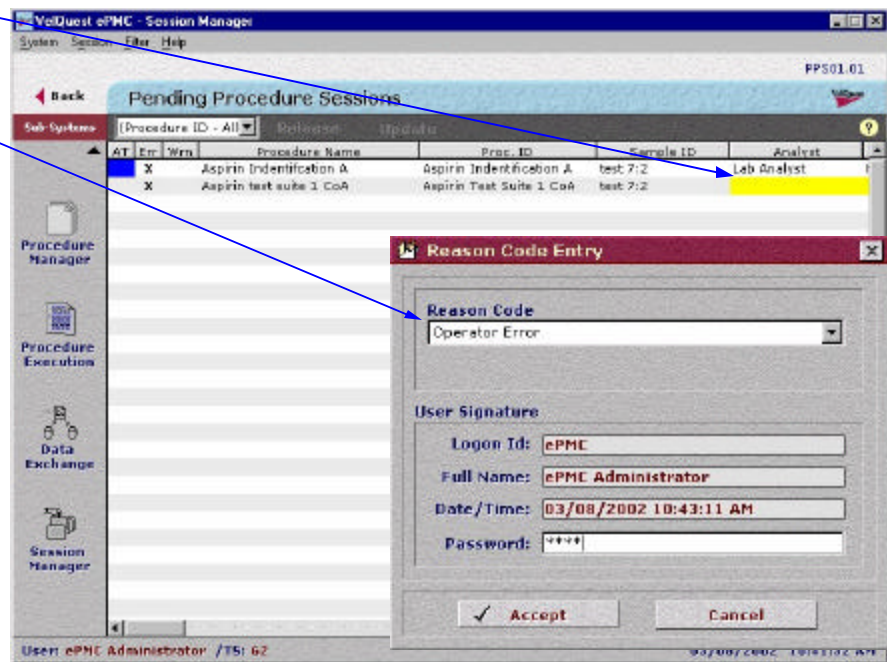 VelQuest ePMC - Session Manager
System Session Filter Help
PPS01.01
Back Pending Procedure Sessions
Sub-Systems (Procedure ID - All Release Update ?
AT Err Wrn Procedure Name Proc. ID Sample ID Analyst
X Aspirin Indentifcation A Aspirin Indentification A test 7:2 Lab Analyst
X Aspirin test suite 1 CoA Aspirin Test Suite 1 CoA test 7:2
Procedure
Manager
Procedure
Execution
Data
Exchange
Session
Manager
Reason Code Entry
Reason Code
Operator Error
User Signature
Logon Id: ePMC
Full Name: ePMC Administrator
Date/Time: 03/08/2002 10:43:11 AM
Password: ****
Accept Cancel
User: ePMC Administrator /TS: G2